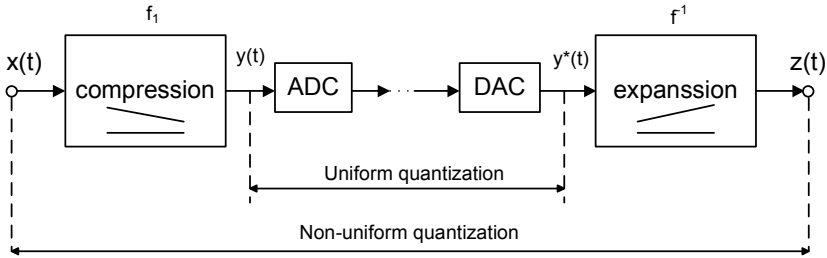 f₁
f⁻¹
x(t)
compression
y(t)
ADC
. . .
DAC
y*(t)
expanssion
z(t)
Uniform quantization
Non-uniform quantization